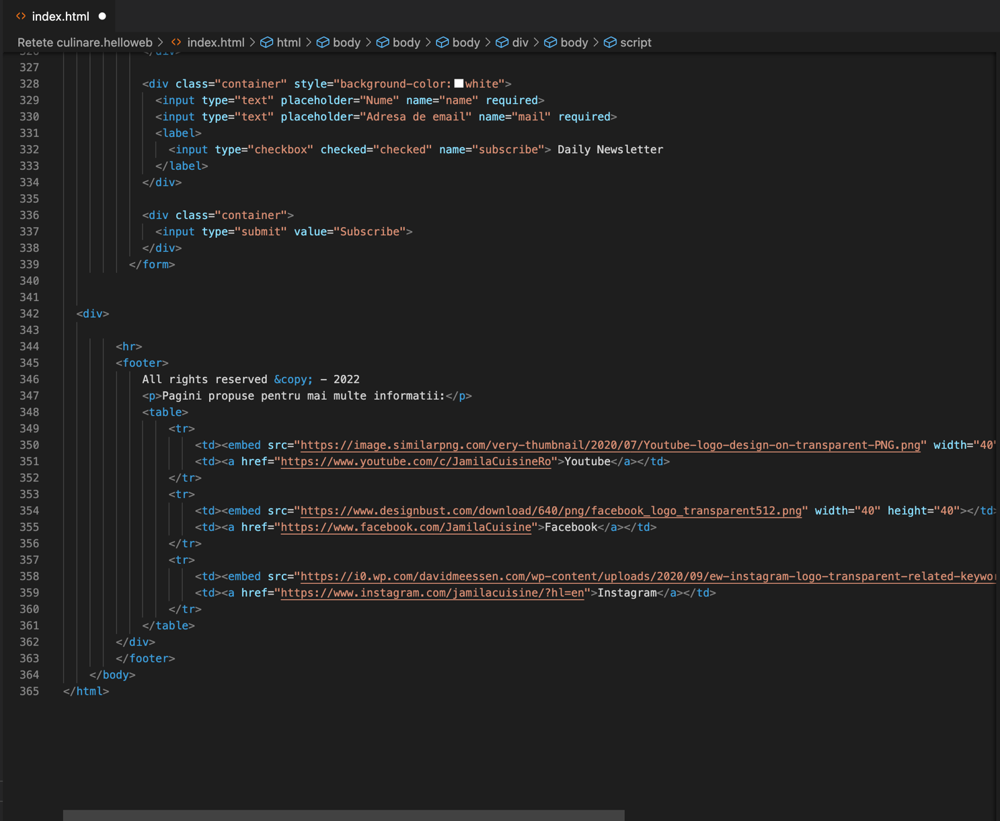 index.html
Retete culinare.helloweb > index.html > html > body > body > body > div > body > script
326 </div>
327
328 <div class="container" style="background-color:white">
329 <input type="text" placeholder="Nume" name="name" required>
330 <input type="text" placeholder="Adresa de email" name="mail" required>
331 <label>
332 <input type="checkbox" checked="checked" name="subscribe"> Daily Newsletter
333 </label>
334 </div>
335
336 <div class="container">
337 <input type="submit" value="Subscribe">
338 </div>
339 </form>
340
341
342 <div>
343
344 <hr>
345 <footer>
346 All rights reserved &copy; - 2022
347 <p>Pagini propuse pentru mai multe informatii:</p>
348 <table>
349 <tr>
350 <td><embed src="https://image.similarpng.com/very-thumbnail/2020/07/Youtube-logo-design-on-transparent-PNG.png" width="40"
351 <td><a href="https://www.youtube.com/c/JamilaCuisineRo">Youtube</a></td>
352 </tr>
353 <tr>
354 <td><embed src="https://www.designbust.com/download/640/png/facebook_logo_transparent512.png" width="40" height="40"></td>
355 <td><a href="https://www.facebook.com/JamilaCuisine">Facebook</a></td>
356 </tr>
357 <tr>
358 <td><embed src="https://i0.wp.com/davidmeessen.com/wp-content/uploads/2020/09/ew-instagram-logo-transparent-related-keywor
359 <td><a href="https://www.instagram.com/jamilacuisine/?hl=en">Instagram</a></td>
360 </tr>
361 </table>
362 </div>
363 </footer>
364 </body>
365 </html>